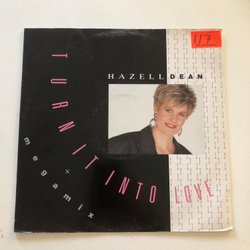 117
HAZELL DEAN
TURN IT INTO LOVE
megamix